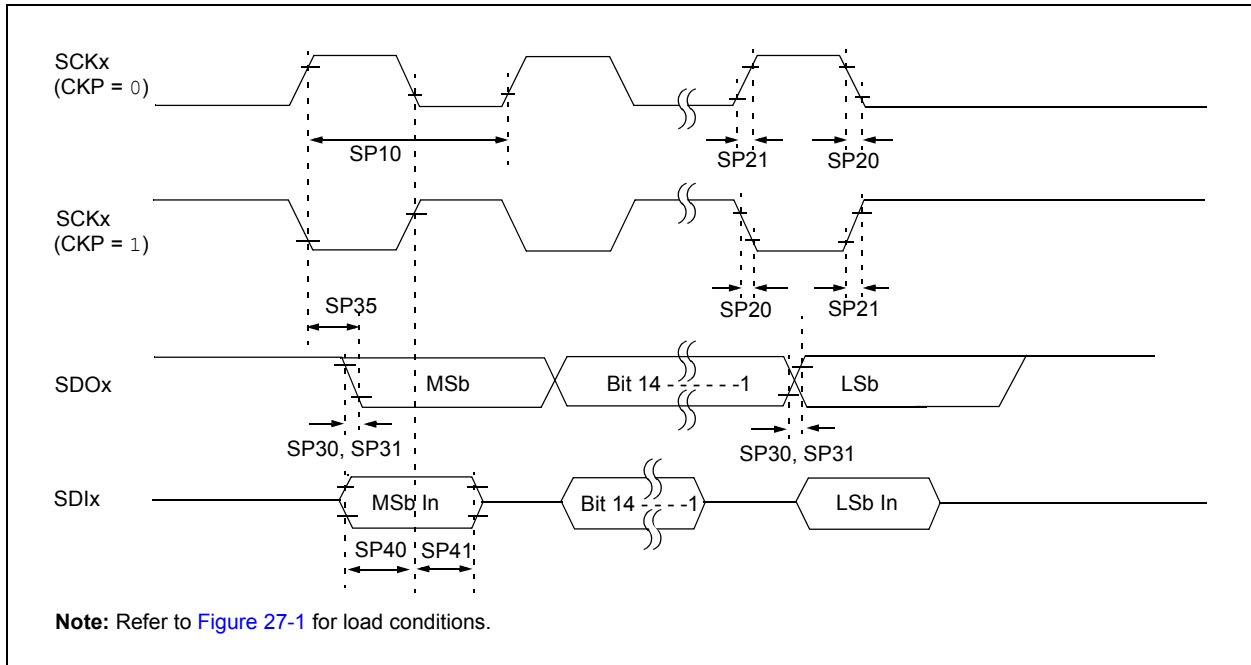 SCKx
(CKP = 0)
SP10
SP21
SP20
SCKx
(CKP = 1)
SP35
SP20
SP21
SDOx
MSb
Bit 14 - - - - - -1
LSb
SP30, SP31
SP30, SP31
SDIx
MSb In
Bit 14 - - - -1
LSb In
SP40
SP41
Note: Refer to Figure 27-1 for load conditions.